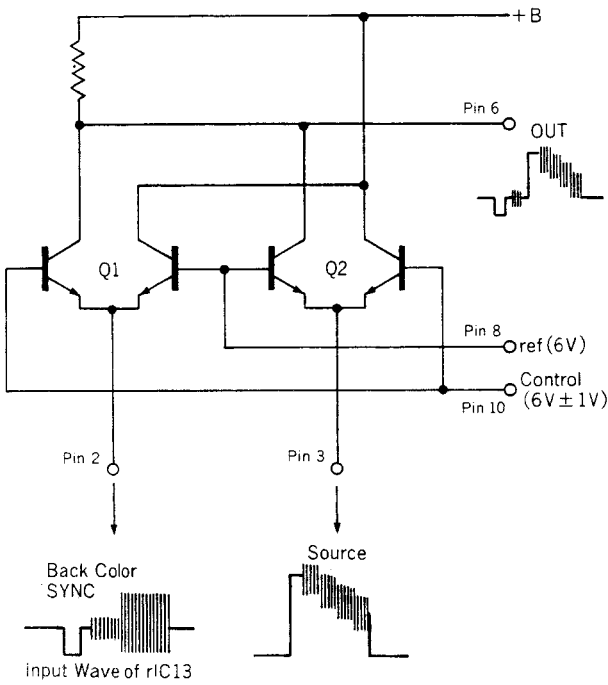 +B
Pin 6
OUT
Q1
Q2
Pin 8
ref (6V)
Control
(6V±1V)
Pin 10
Pin 2
Pin 3
Back Color
SYNC
Source
input Wave of rIC13